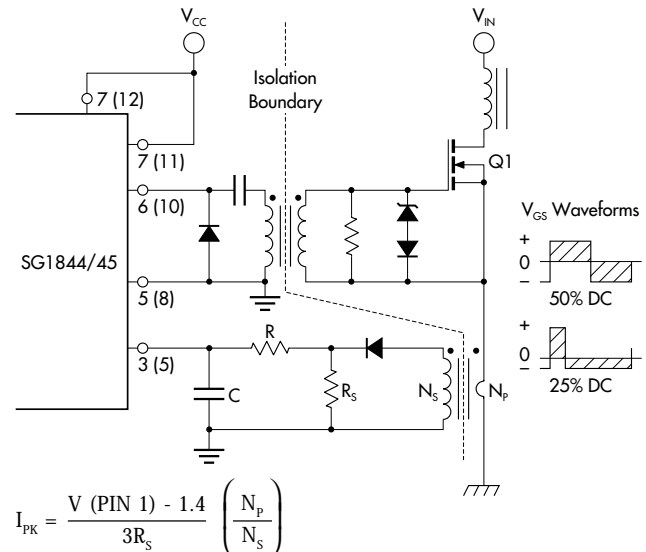 V_CC
V_IN
7 (12)
Isolation
Boundary
7 (11)
Q1
6 (10)
V_GS Waveforms
+
0
−
50% DC
SG1844/45
5 (8)
3 (5)
R
C
R_S
N_S
N_P
+
0
−
25% DC
I_PK = V (PIN 1) - 1.4 / 3R_S ( N_P / N_S )